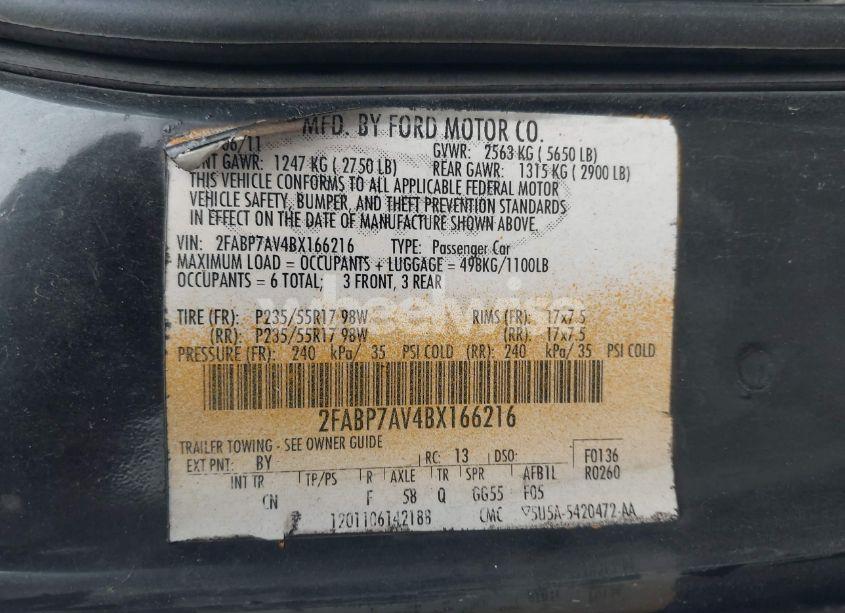 MFD. BY FORD MOTOR CO.
06/11
GVWR: 2563 KG ( 5650 LB)
GAWR: 1247 KG ( 2750 LB)
REAR GAWR: 1315 KG ( 2900 LB)
THIS VEHICLE CONFORMS TO ALL APPLICABLE FEDERAL MOTOR
VEHICLE SAFETY, BUMPER, AND THEFT PREVENTION STANDARDS
IN EFFECT ON THE DATE OF MANUFACTURE SHOWN ABOVE.
VIN: 2FABP7AV4BX166216 TYPE: Passenger Car
MAXIMUM LOAD = OCCUPANTS + LUGGAGE = 498KG/1100LB
OCCUPANTS = 6 TOTAL; 3 FRONT, 3 REAR
wheelwise
TIRE (FR): P235/55R17 98W RIMS (FR): 17x7.5
(RR): P235/55R17 98W (RR): 17x7.5
PRESSURE (FR): 240 kPa/ 35 PSI COLD (RR): 240 kPa/ 35 PSI COLD
2FABP7AV4BX166216
TRAILER TOWING - SEE OWNER GUIDE
EXT PNT: BY RC: 13 DSO: F0136
R0260
INT TR TP/PS R AXLE TR SPR AFB1L
CN F 58 Q GG55 F05
1201106142188 CMC 5U5A-5420472-AA